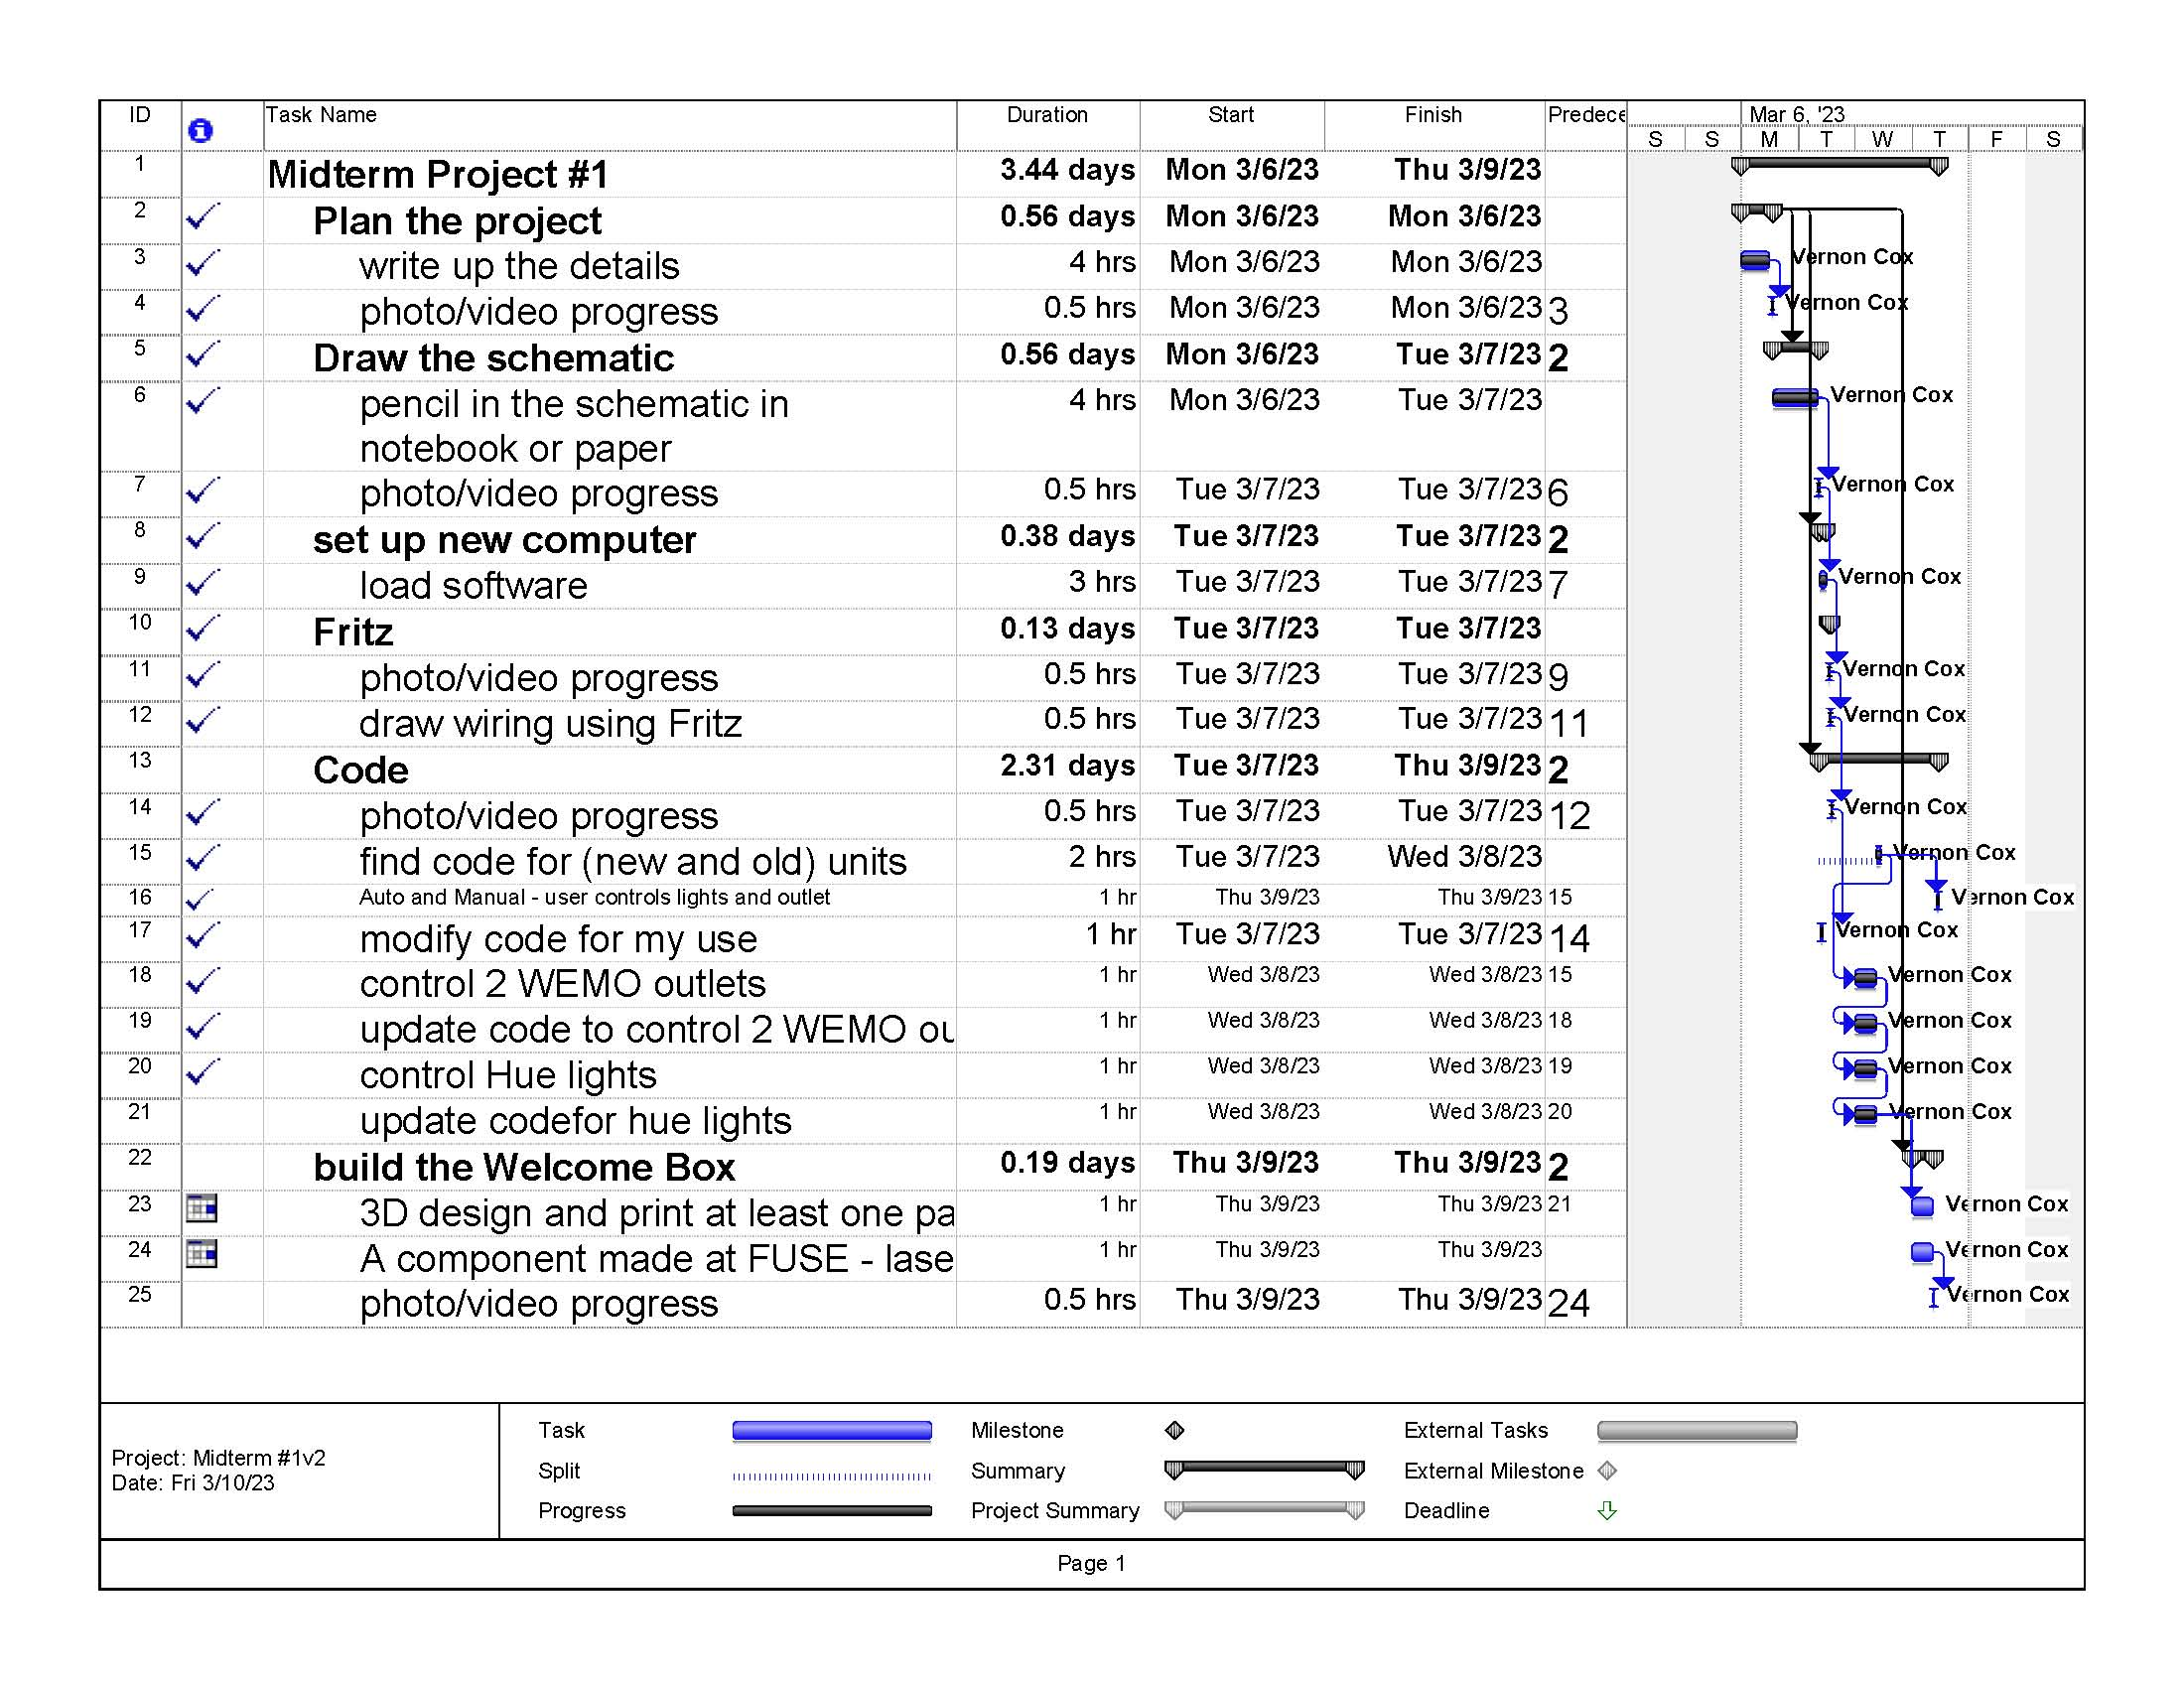 ID Task Name Duration Start Finish Predece
Mar 6, '23
S S M T W T F S
1 Midterm Project #1 3.44 days Mon 3/6/23 Thu 3/9/23
2 Plan the project 0.56 days Mon 3/6/23 Mon 3/6/23
3 write up the details 4 hrs Mon 3/6/23 Mon 3/6/23 Vernon Cox
4 photo/video progress 0.5 hrs Mon 3/6/23 Mon 3/6/23 3 Vernon Cox
5 Draw the schematic 0.56 days Mon 3/6/23 Tue 3/7/23 2
6 pencil in the schematic in 4 hrs Mon 3/6/23 Tue 3/7/23 Vernon Cox
notebook or paper
7 photo/video progress 0.5 hrs Tue 3/7/23 Tue 3/7/23 6 Vernon Cox
8 set up new computer 0.38 days Tue 3/7/23 Tue 3/7/23 2
9 load software 3 hrs Tue 3/7/23 Tue 3/7/23 7 Vernon Cox
10 Fritz 0.13 days Tue 3/7/23 Tue 3/7/23
11 photo/video progress 0.5 hrs Tue 3/7/23 Tue 3/7/23 9 Vernon Cox
12 draw wiring using Fritz 0.5 hrs Tue 3/7/23 Tue 3/7/23 11 Vernon Cox
13 Code 2.31 days Tue 3/7/23 Thu 3/9/23 2
14 photo/video progress 0.5 hrs Tue 3/7/23 Tue 3/7/23 12 Vernon Cox
15 find code for (new and old) units 2 hrs Tue 3/7/23 Wed 3/8/23 Vernon Cox
16 Auto and Manual - user controls lights and outlet 1 hr Thu 3/9/23 Thu 3/9/23 15 Vernon Cox
17 modify code for my use 1 hr Tue 3/7/23 Tue 3/7/23 14 Vernon Cox
18 control 2 WEMO outlets 1 hr Wed 3/8/23 Wed 3/8/23 15 Vernon Cox
19 update code to control 2 WEMO ou 1 hr Wed 3/8/23 Wed 3/8/23 18 Vernon Cox
20 control Hue lights 1 hr Wed 3/8/23 Wed 3/8/23 19 Vernon Cox
21 update codefor hue lights 1 hr Wed 3/8/23 Wed 3/8/23 20 Vernon Cox
22 build the Welcome Box 0.19 days Thu 3/9/23 Thu 3/9/23 2
23 3D design and print at least one pa 1 hr Thu 3/9/23 Thu 3/9/23 21 Vernon Cox
24 A component made at FUSE - lase 1 hr Thu 3/9/23 Thu 3/9/23 Vernon Cox
25 photo/video progress 0.5 hrs Thu 3/9/23 Thu 3/9/23 24 Vernon Cox
Project: Midterm #1v2
Date: Fri 3/10/23
Task Milestone External Tasks
Split Summary External Milestone
Progress Project Summary Deadline
Page 1